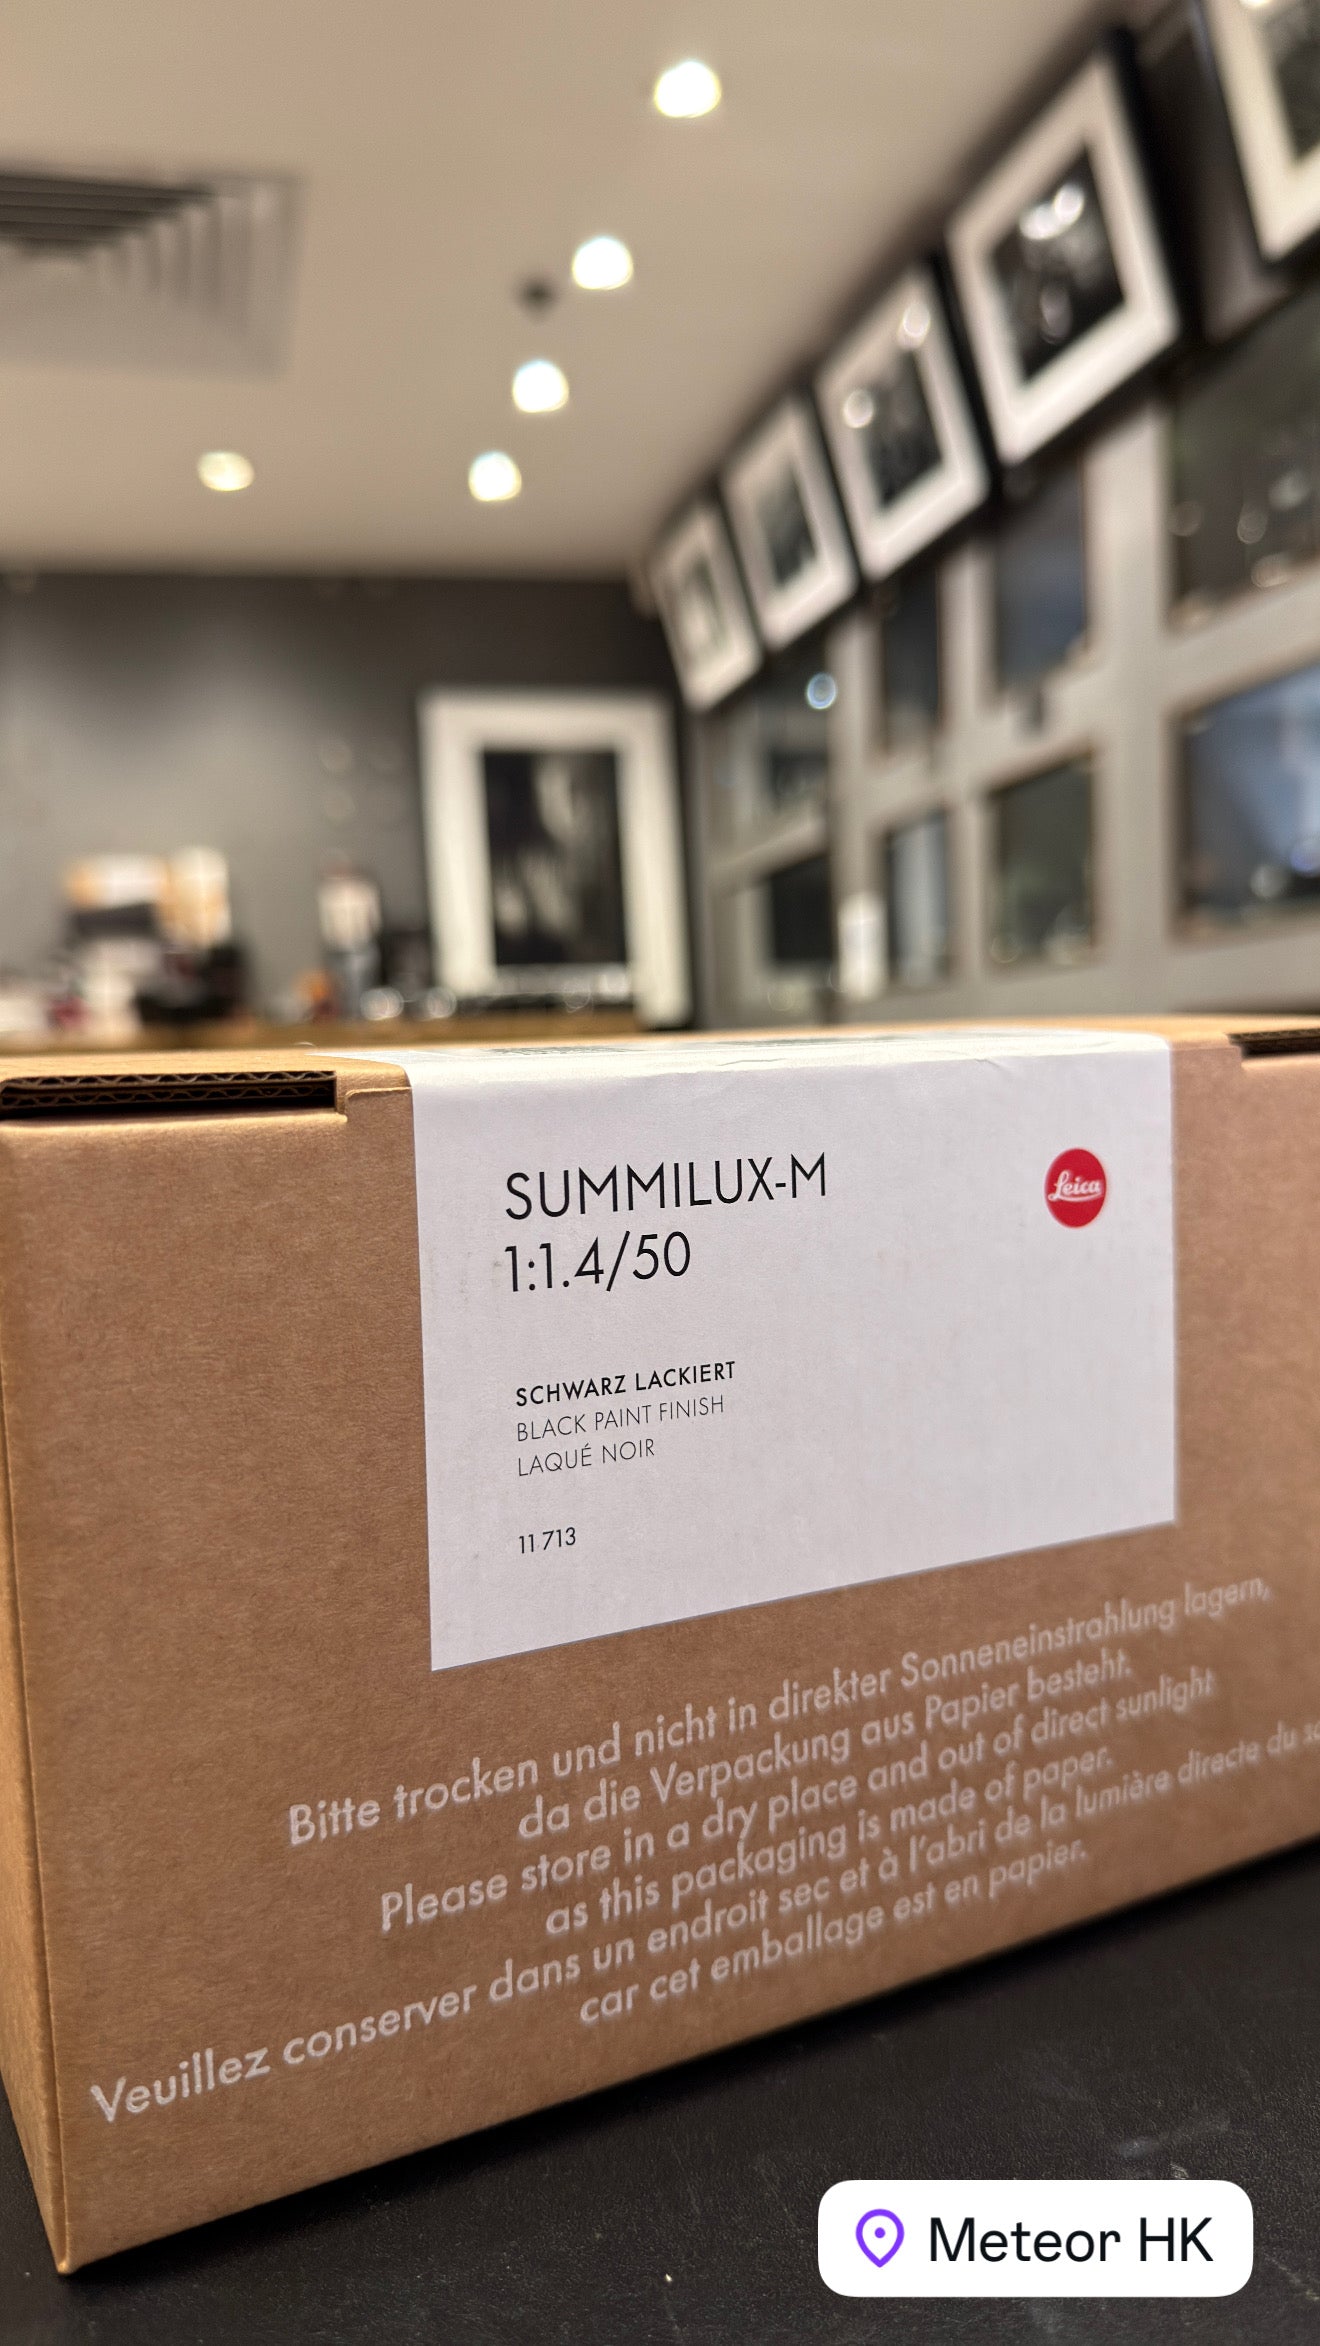 SUMMILUX-M
1:1.4/50
Leica
SCHWARZ LACKIERT
BLACK PAINT FINISH
LAQUÉ NOIR
11 713
Bitte trocken und nicht in direkter Sonneneinstrahlung lagern,
da die Verpackung aus Papier besteht.
Please store in a dry place and out of direct sunlight
as this packaging is made of paper.
Veuillez conserver dans un endroit sec et à l'abri de la lumière directe du
car cet emballage est en papier.
Meteor HK